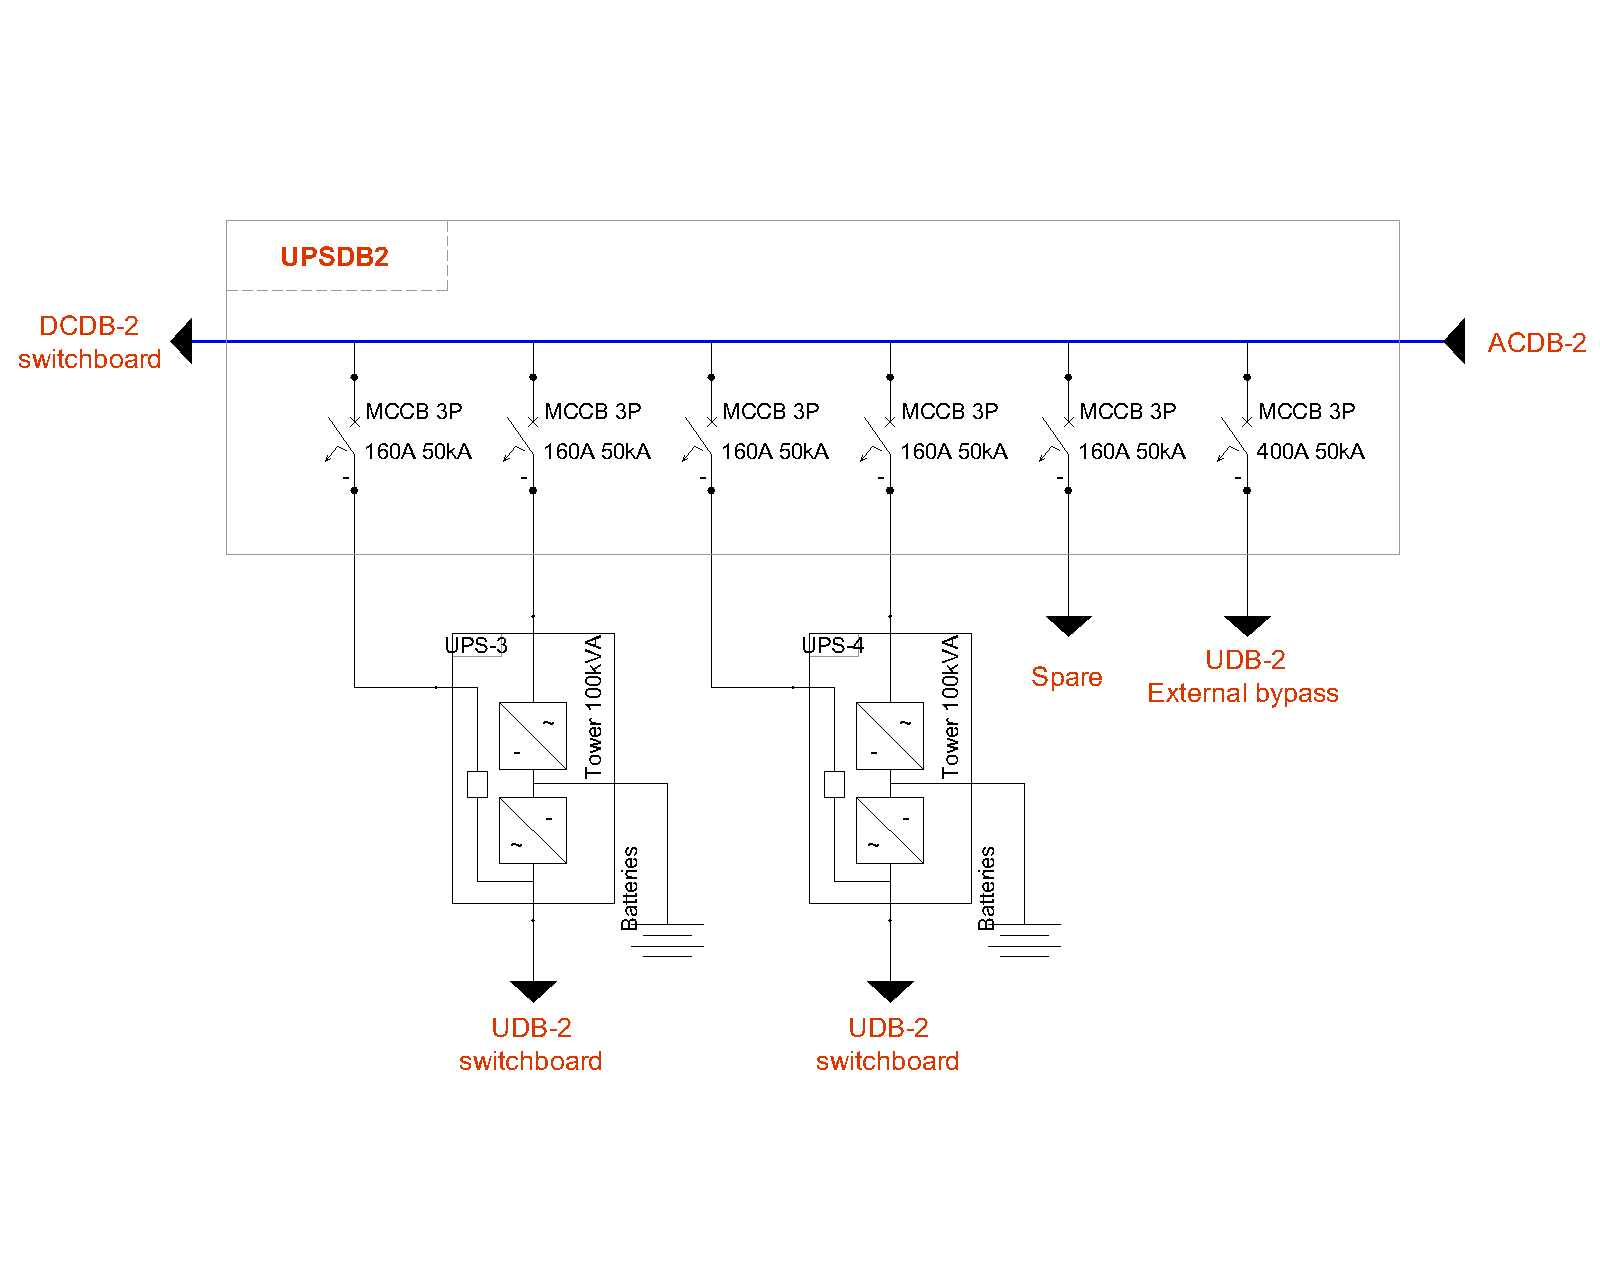 UPSDB2
DCDB-2
switchboard
ACDB-2
MCCB 3P
160A 50kA
-
MCCB 3P
160A 50kA
-
MCCB 3P
160A 50kA
-
MCCB 3P
160A 50kA
-
MCCB 3P
160A 50kA
-
MCCB 3P
400A 50kA
-
UPS-3
Tower 100kVA
~
-
-
~
Batteries
UPS-4
Tower 100kVA
~
-
-
~
Batteries
Spare
UDB-2
External bypass
UDB-2
switchboard
UDB-2
switchboard